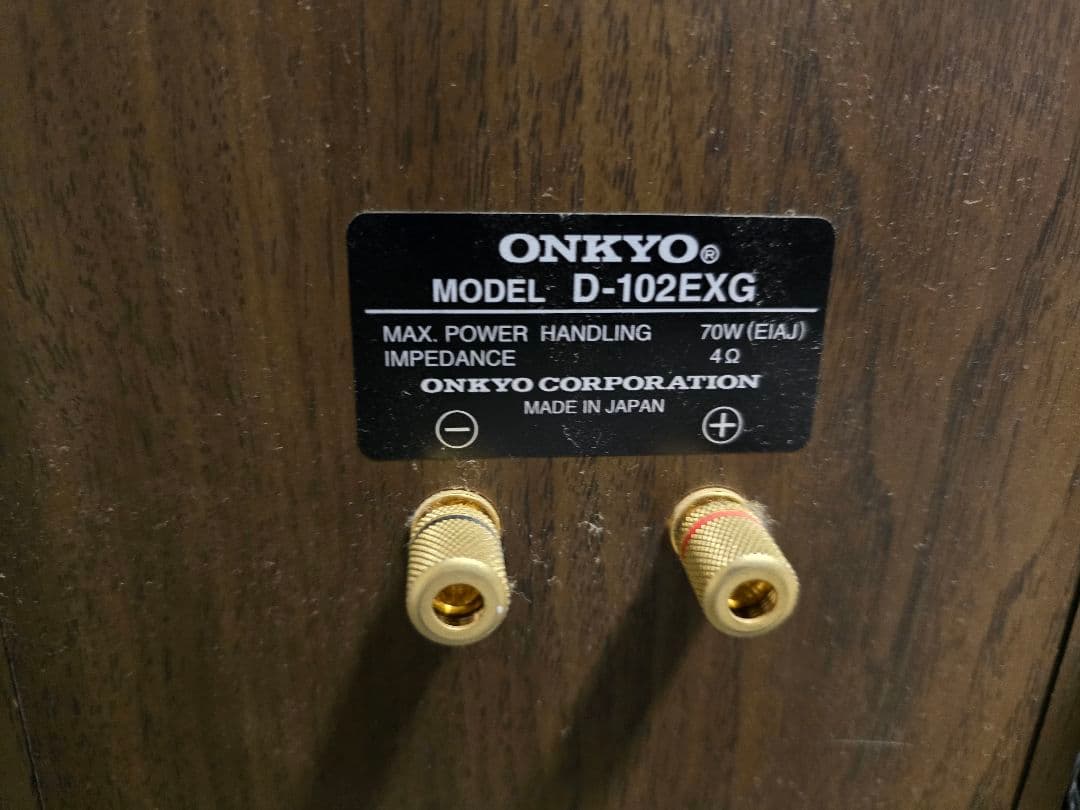 ONKYO®
MODEL D-102EXG
MAX. POWER HANDLING 70W (EIAJ)
IMPEDANCE 4Ω
ONKYO CORPORATION
MADE IN JAPAN
⊖ ⊕